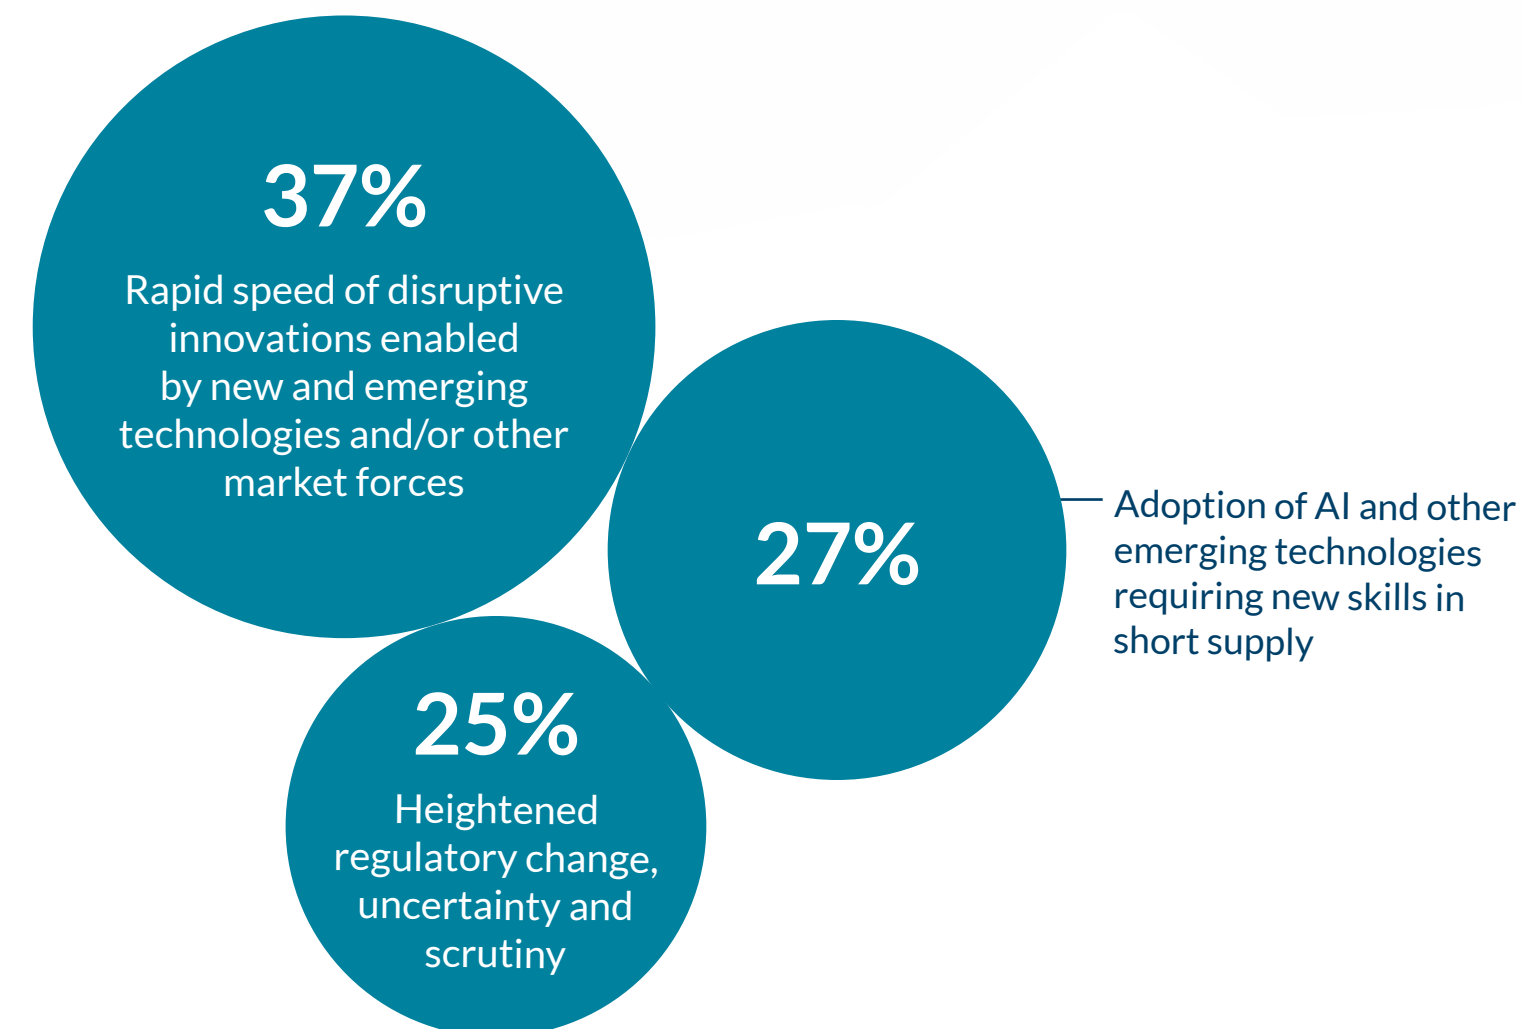 37%
Rapid speed of disruptive
innovations enabled
by new and emerging
technologies and/or other
market forces
27%
Adoption of AI and other
emerging technologies
requiring new skills in
short supply
25%
Heightened
regulatory change,
uncertainty and
scrutiny